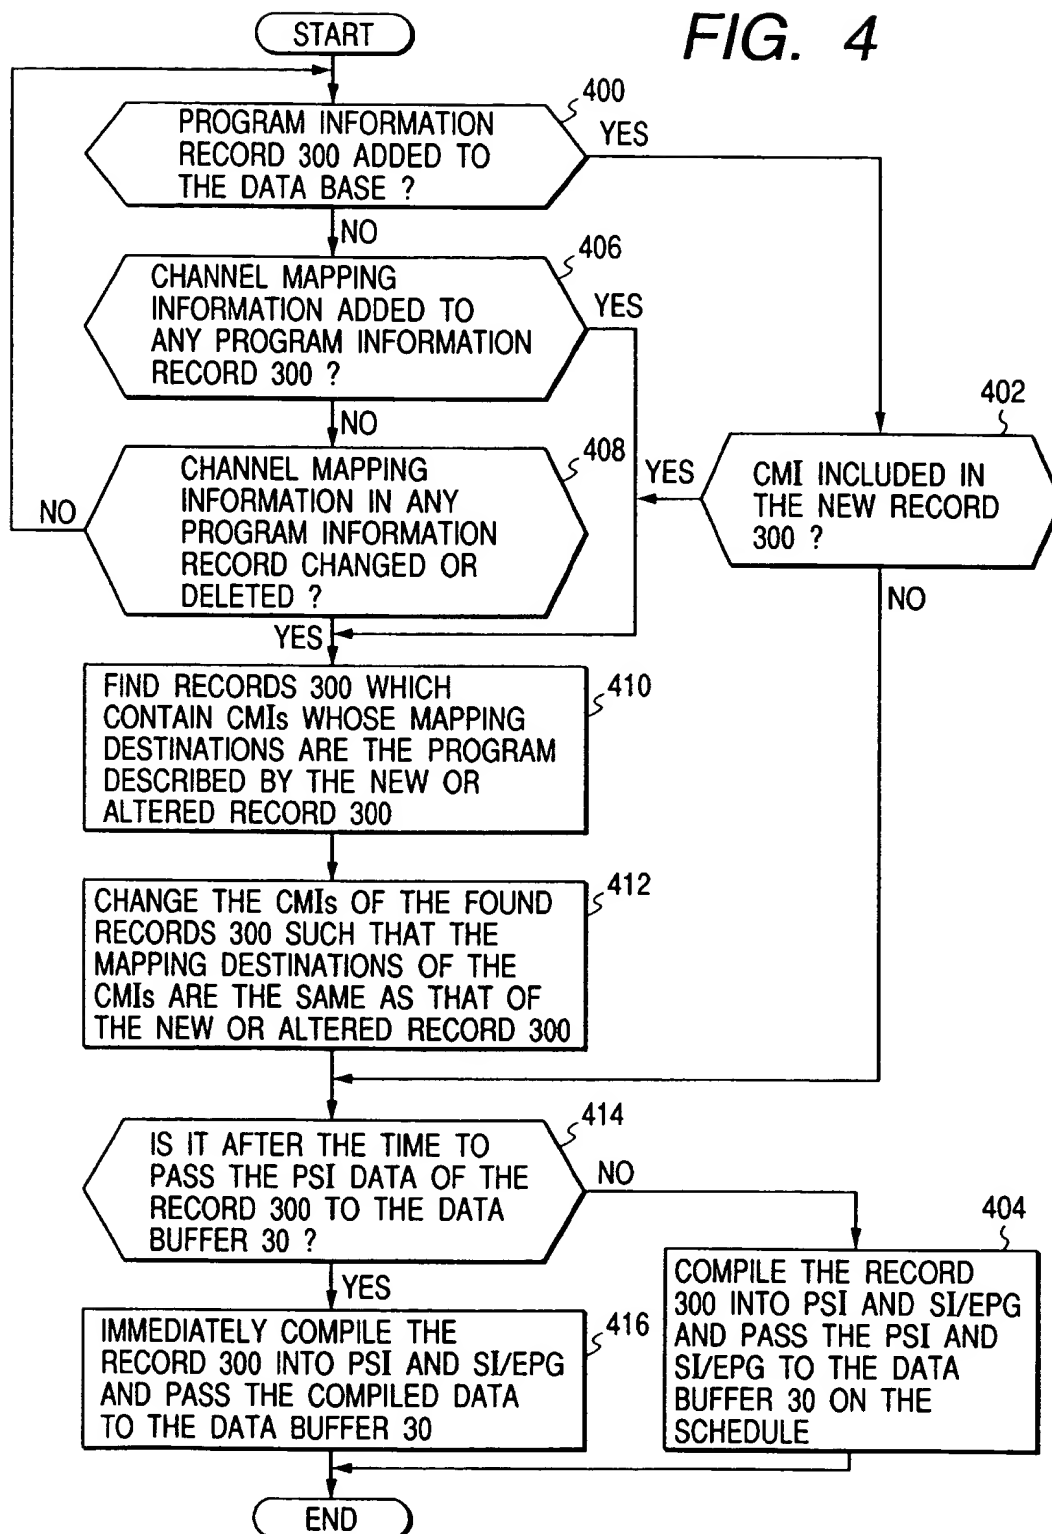 FIG. 4
START
400
PROGRAM INFORMATION
RECORD 300 ADDED TO
THE DATA BASE ?
YES
NO
406
CHANNEL MAPPING
INFORMATION ADDED TO
ANY PROGRAM INFORMATION
RECORD 300 ?
YES
NO
402
CMI INCLUDED IN
THE NEW RECORD
300 ?
YES
NO
408
CHANNEL MAPPING
INFORMATION IN ANY
PROGRAM INFORMATION
RECORD CHANGED OR
DELETED ?
NO
YES
410
FIND RECORDS 300 WHICH
CONTAIN CMIs WHOSE MAPPING
DESTINATIONS ARE THE PROGRAM
DESCRIBED BY THE NEW OR
ALTERED RECORD 300
412
CHANGE THE CMIs OF THE FOUND
RECORDS 300 SUCH THAT THE
MAPPING DESTINATIONS OF THE
CMIs ARE THE SAME AS THAT OF
THE NEW OR ALTERED RECORD 300
414
IS IT AFTER THE TIME TO
PASS THE PSI DATA OF THE
RECORD 300 TO THE DATA
BUFFER 30 ?
NO
YES
404
COMPILE THE RECORD
300 INTO PSI AND SI/EPG
AND PASS THE PSI AND
SI/EPG TO THE DATA
BUFFER 30 ON THE
SCHEDULE
416
IMMEDIATELY COMPILE THE
RECORD 300 INTO PSI AND SI/EPG
AND PASS THE COMPILED DATA
TO THE DATA BUFFER 30
END